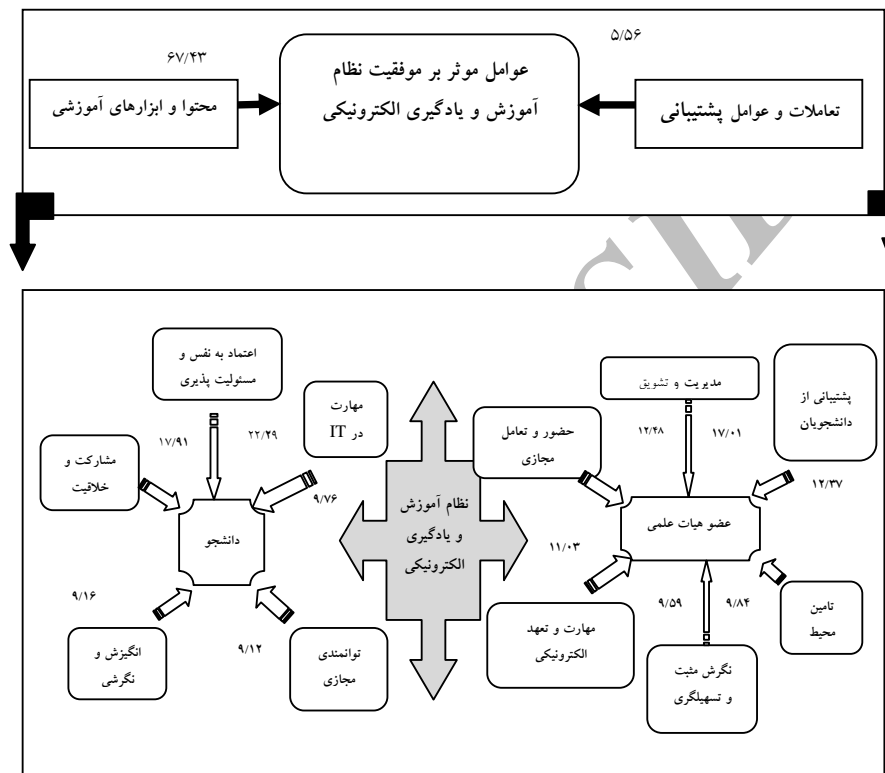 ۵/۵۶
۶۷/۴۳
عوامل موثر بر موفقیت نظام
آموزش و یادگیری الکترونیکی
تعاملات و عوامل پشتیبانی
محتوا و ابزارهای آموزشی
پشتیبانی از
دانشجویان
مدیریت و تشویق
۱۷/۰۱
۱۲/۴۸
حضور و تعامل
مجازی
۱۲/۳۷
عضو هیات علمی
۱۱/۰۳
تامین
محیط
۹/۸۴
۹/۵۹
مهارت و تعهد
الکترونیکی
نگرش مثبت
و تسهیلگری
نظام آموزش
و یادگیری
الکترونیکی
اعتماد به نفس و
مسئولیت پذیری
مهارت
در IT
۲۲/۲۹
۱۷/۹۱
مشارکت و
خلاقیت
۹/۷۶
دانشجو
۹/۱۶
۹/۱۲
توانمندی
مجازی
انگیزش و
نگرشی